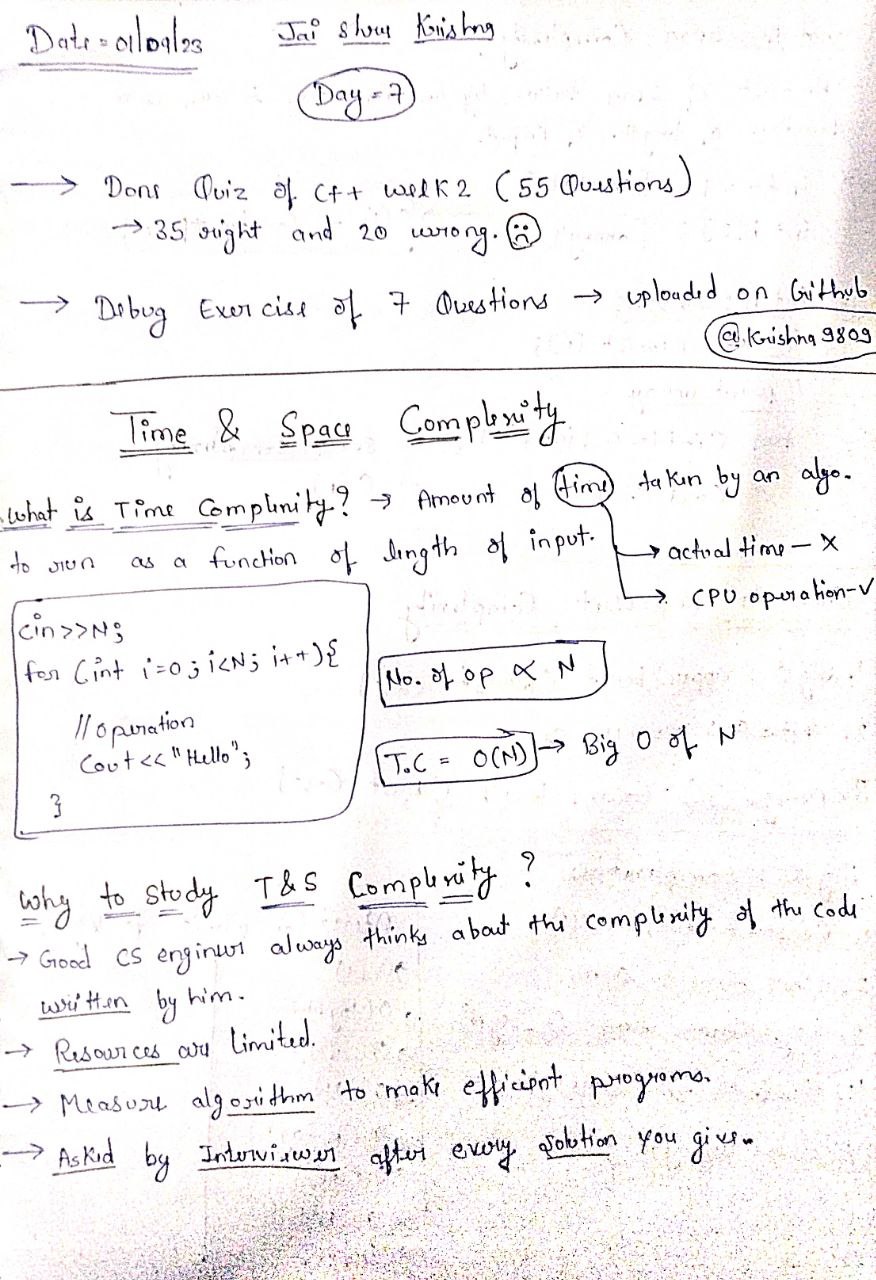 Date = 01/09/23 Jai shree Krishna
Day = 7
→ Done Quiz of C++ week 2 (55 Questions)
→ 35 right and 20 wrong. ☹
→ Debug Exercise of 7 Questions → uploaded on Github
@Krishna9809
Time & Space Complexity
What is Time Complexity? → Amount of time taken by an algo.
to run as a function of length of input.
→ actual time - X
→ CPU operation - ✓
cin>>N;
for (int i=0; i<N; i++){
//operation
Cout<<"Hello";
}
No. of op ∝ N
T.C = O(N) → Big O of N
Why to study T&S Complexity?
→ Good CS engineer always thinks about the complexity of the code
written by him.
→ Resources are limited.
→ Measure algorithm to make efficient programs.
→ Asked by Interviewer after every solution you give.